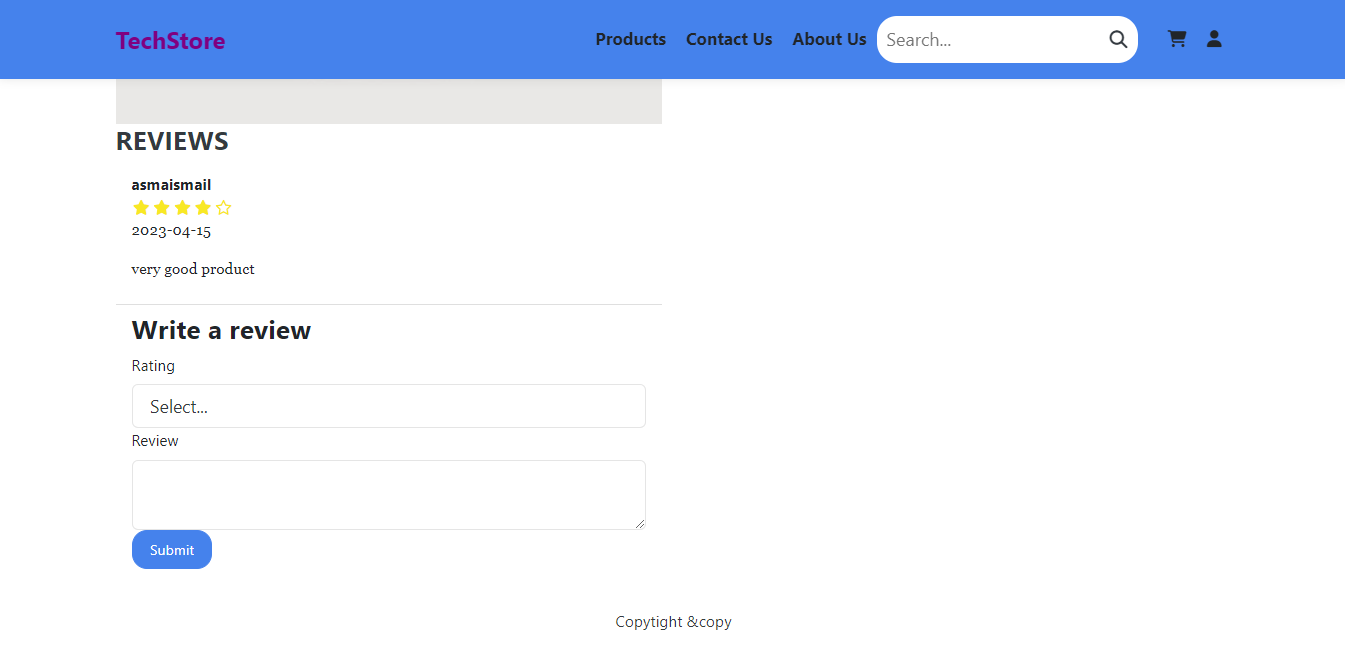 TechStore
Products Contact Us About Us Search...
REVIEWS
asmaismail
2023-04-15
very good product
Write a review
Rating
Select...
Review
Submit
Copytight &copy